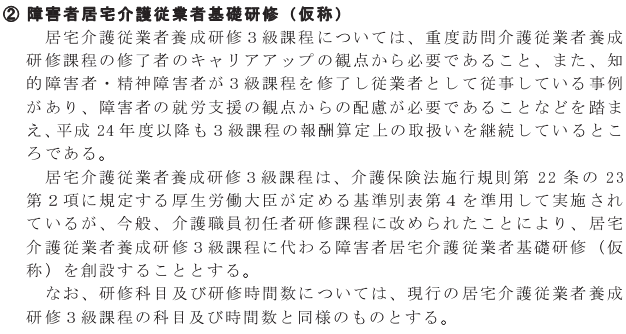 ② 障害者居宅介護従業者基礎研修（仮称）
居宅介護従業者養成研修３級課程については、重度訪問介護従業者養成
研修課程の修了者のキャリアアップの観点から必要であること、また、知
的障害者・精神障害者が３級課程を修了し従業者として従事している事例
があり、障害者の就労支援の観点からの配慮が必要であることなどを踏ま
え、平成 24 年度以降も３級課程の報酬算定上の取扱いを継続しているとこ
ろである。
居宅介護従業者養成研修３級課程は、介護保険法施行規則第 22 条の 23
第２項に規定する厚生労働大臣が定める基準別表第４を準用して実施され
ているが、今般、介護職員初任者研修課程に改められたことにより、居宅
介護従業者養成研修３級課程に代わる障害者居宅介護従業者基礎研修（仮
称）を創設することとする。
なお、研修科目及び研修時間数については、現行の居宅介護従業者養成
研修３級課程の科目及び時間数と同様のものとする。